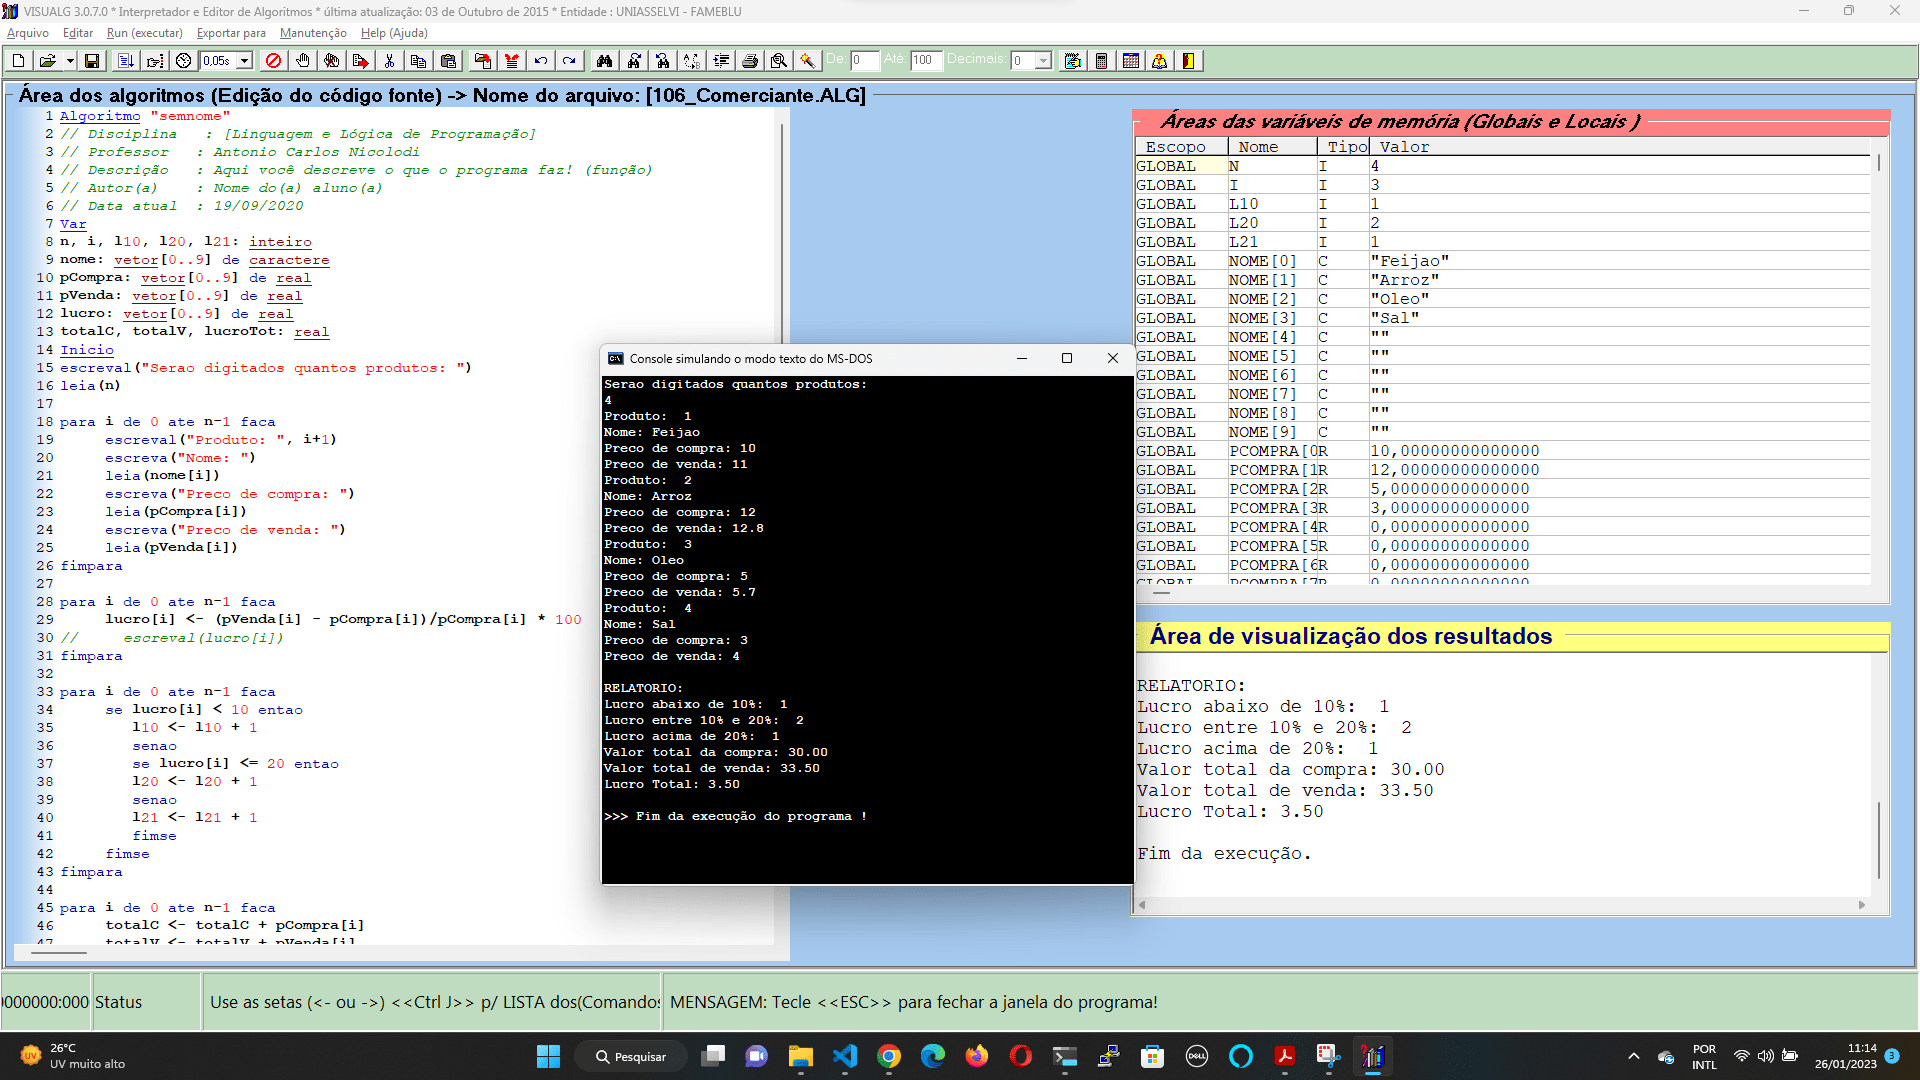 VISUALG 3.0.7.0 * Interpretador e Editor de Algoritmos * última atualização: 03 de Outubro de 2015 * Entidade : UNIASSELVI - FAMEBLU
Arquivo Editar Run (executar) Exportar para Manutenção Help (Ajuda)
0,05s De: 0 Até: 100 Decimais: 0
Área dos algoritmos (Edição do código fonte) -> Nome do arquivo: [106_Comerciante.ALG]
1 Algoritmo "semnome"
2 // Disciplina : [Linguagem e Lógica de Programação]
3 // Professor : Antonio Carlos Nicolodi
4 // Descrição : Aqui você descreve o que o programa faz! (função)
5 // Autor(a) : Nome do(a) aluno(a)
6 // Data atual : 19/09/2020
7 Var
8 n, i, l10, l20, l21: inteiro
9 nome: vetor[0..9] de caractere
10 pCompra: vetor[0..9] de real
11 pVenda: vetor[0..9] de real
12 lucro: vetor[0..9] de real
13 totalC, totalV, lucroTot: real
14 Inicio
15 escreval("Serao digitados quantos produtos: ")
16 leia(n)
17
18 para i de 0 ate n-1 faca
19 escreval("Produto: ", i+1)
20 escreva("Nome: ")
21 leia(nome[i])
22 escreva("Preco de compra: ")
23 leia(pCompra[i])
24 escreva("Preco de venda: ")
25 leia(pVenda[i])
26 fimpara
27
28 para i de 0 ate n-1 faca
29 lucro[i] <- (pVenda[i] - pCompra[i])/pCompra[i] * 100
30 // escreval(lucro[i])
31 fimpara
32
33 para i de 0 ate n-1 faca
34 se lucro[i] < 10 entao
35 l10 <- l10 + 1
36 senao
37 se lucro[i] <= 20 entao
38 l20 <- l20 + 1
39 senao
40 l21 <- l21 + 1
41 fimse
42 fimse
43 fimpara
44
45 para i de 0 ate n-1 faca
46 totalC <- totalC + pCompra[i]
47 totalV <- totalV + pVenda[i]
Console simulando o modo texto do MS-DOS
Serao digitados quantos produtos:
4
Produto: 1
Nome: Feijao
Preco de compra: 10
Preco de venda: 11
Produto: 2
Nome: Arroz
Preco de compra: 12
Preco de venda: 12.8
Produto: 3
Nome: Oleo
Preco de compra: 5
Preco de venda: 5.7
Produto: 4
Nome: Sal
Preco de compra: 3
Preco de venda: 4
RELATORIO:
Lucro abaixo de 10%: 1
Lucro entre 10% e 20%: 2
Lucro acima de 20%: 1
Valor total da compra: 30.00
Valor total de venda: 33.50
Lucro Total: 3.50
>>> Fim da execução do programa !
Áreas das variáveis de memória (Globais e Locais )
Escopo Nome Tipo Valor
GLOBAL N I 4
GLOBAL I I 3
GLOBAL L10 I 1
GLOBAL L20 I 2
GLOBAL L21 I 1
GLOBAL NOME[0] C "Feijao"
GLOBAL NOME[1] C "Arroz"
GLOBAL NOME[2] C "Oleo"
GLOBAL NOME[3] C "Sal"
GLOBAL NOME[4] C ""
GLOBAL NOME[5] C ""
GLOBAL NOME[6] C ""
GLOBAL NOME[7] C ""
GLOBAL NOME[8] C ""
GLOBAL NOME[9] C ""
GLOBAL PCOMPRA[0 R 10,00000000000000
GLOBAL PCOMPRA[1 R 12,00000000000000
GLOBAL PCOMPRA[2 R 5,00000000000000
GLOBAL PCOMPRA[3 R 3,00000000000000
GLOBAL PCOMPRA[4 R 0,00000000000000
GLOBAL PCOMPRA[5 R 0,00000000000000
GLOBAL PCOMPRA[6 R 0,00000000000000
GLOBAL PCOMPRA[7 R 0,00000000000000
Área de visualização dos resultados
RELATORIO:
Lucro abaixo de 10%: 1
Lucro entre 10% e 20%: 2
Lucro acima de 20%: 1
Valor total da compra: 30.00
Valor total de venda: 33.50
Lucro Total: 3.50
Fim da execução.
0000000:000 Status Use as setas (<- ou ->) <<Ctrl J>> p/ LISTA dos(Comandos MENSAGEM: Tecle <<ESC>> para fechar a janela do programa!
26°C
UV muito alto
UV
Pesquisar
DELL
POR
INTL
11:14
26/01/2023
3